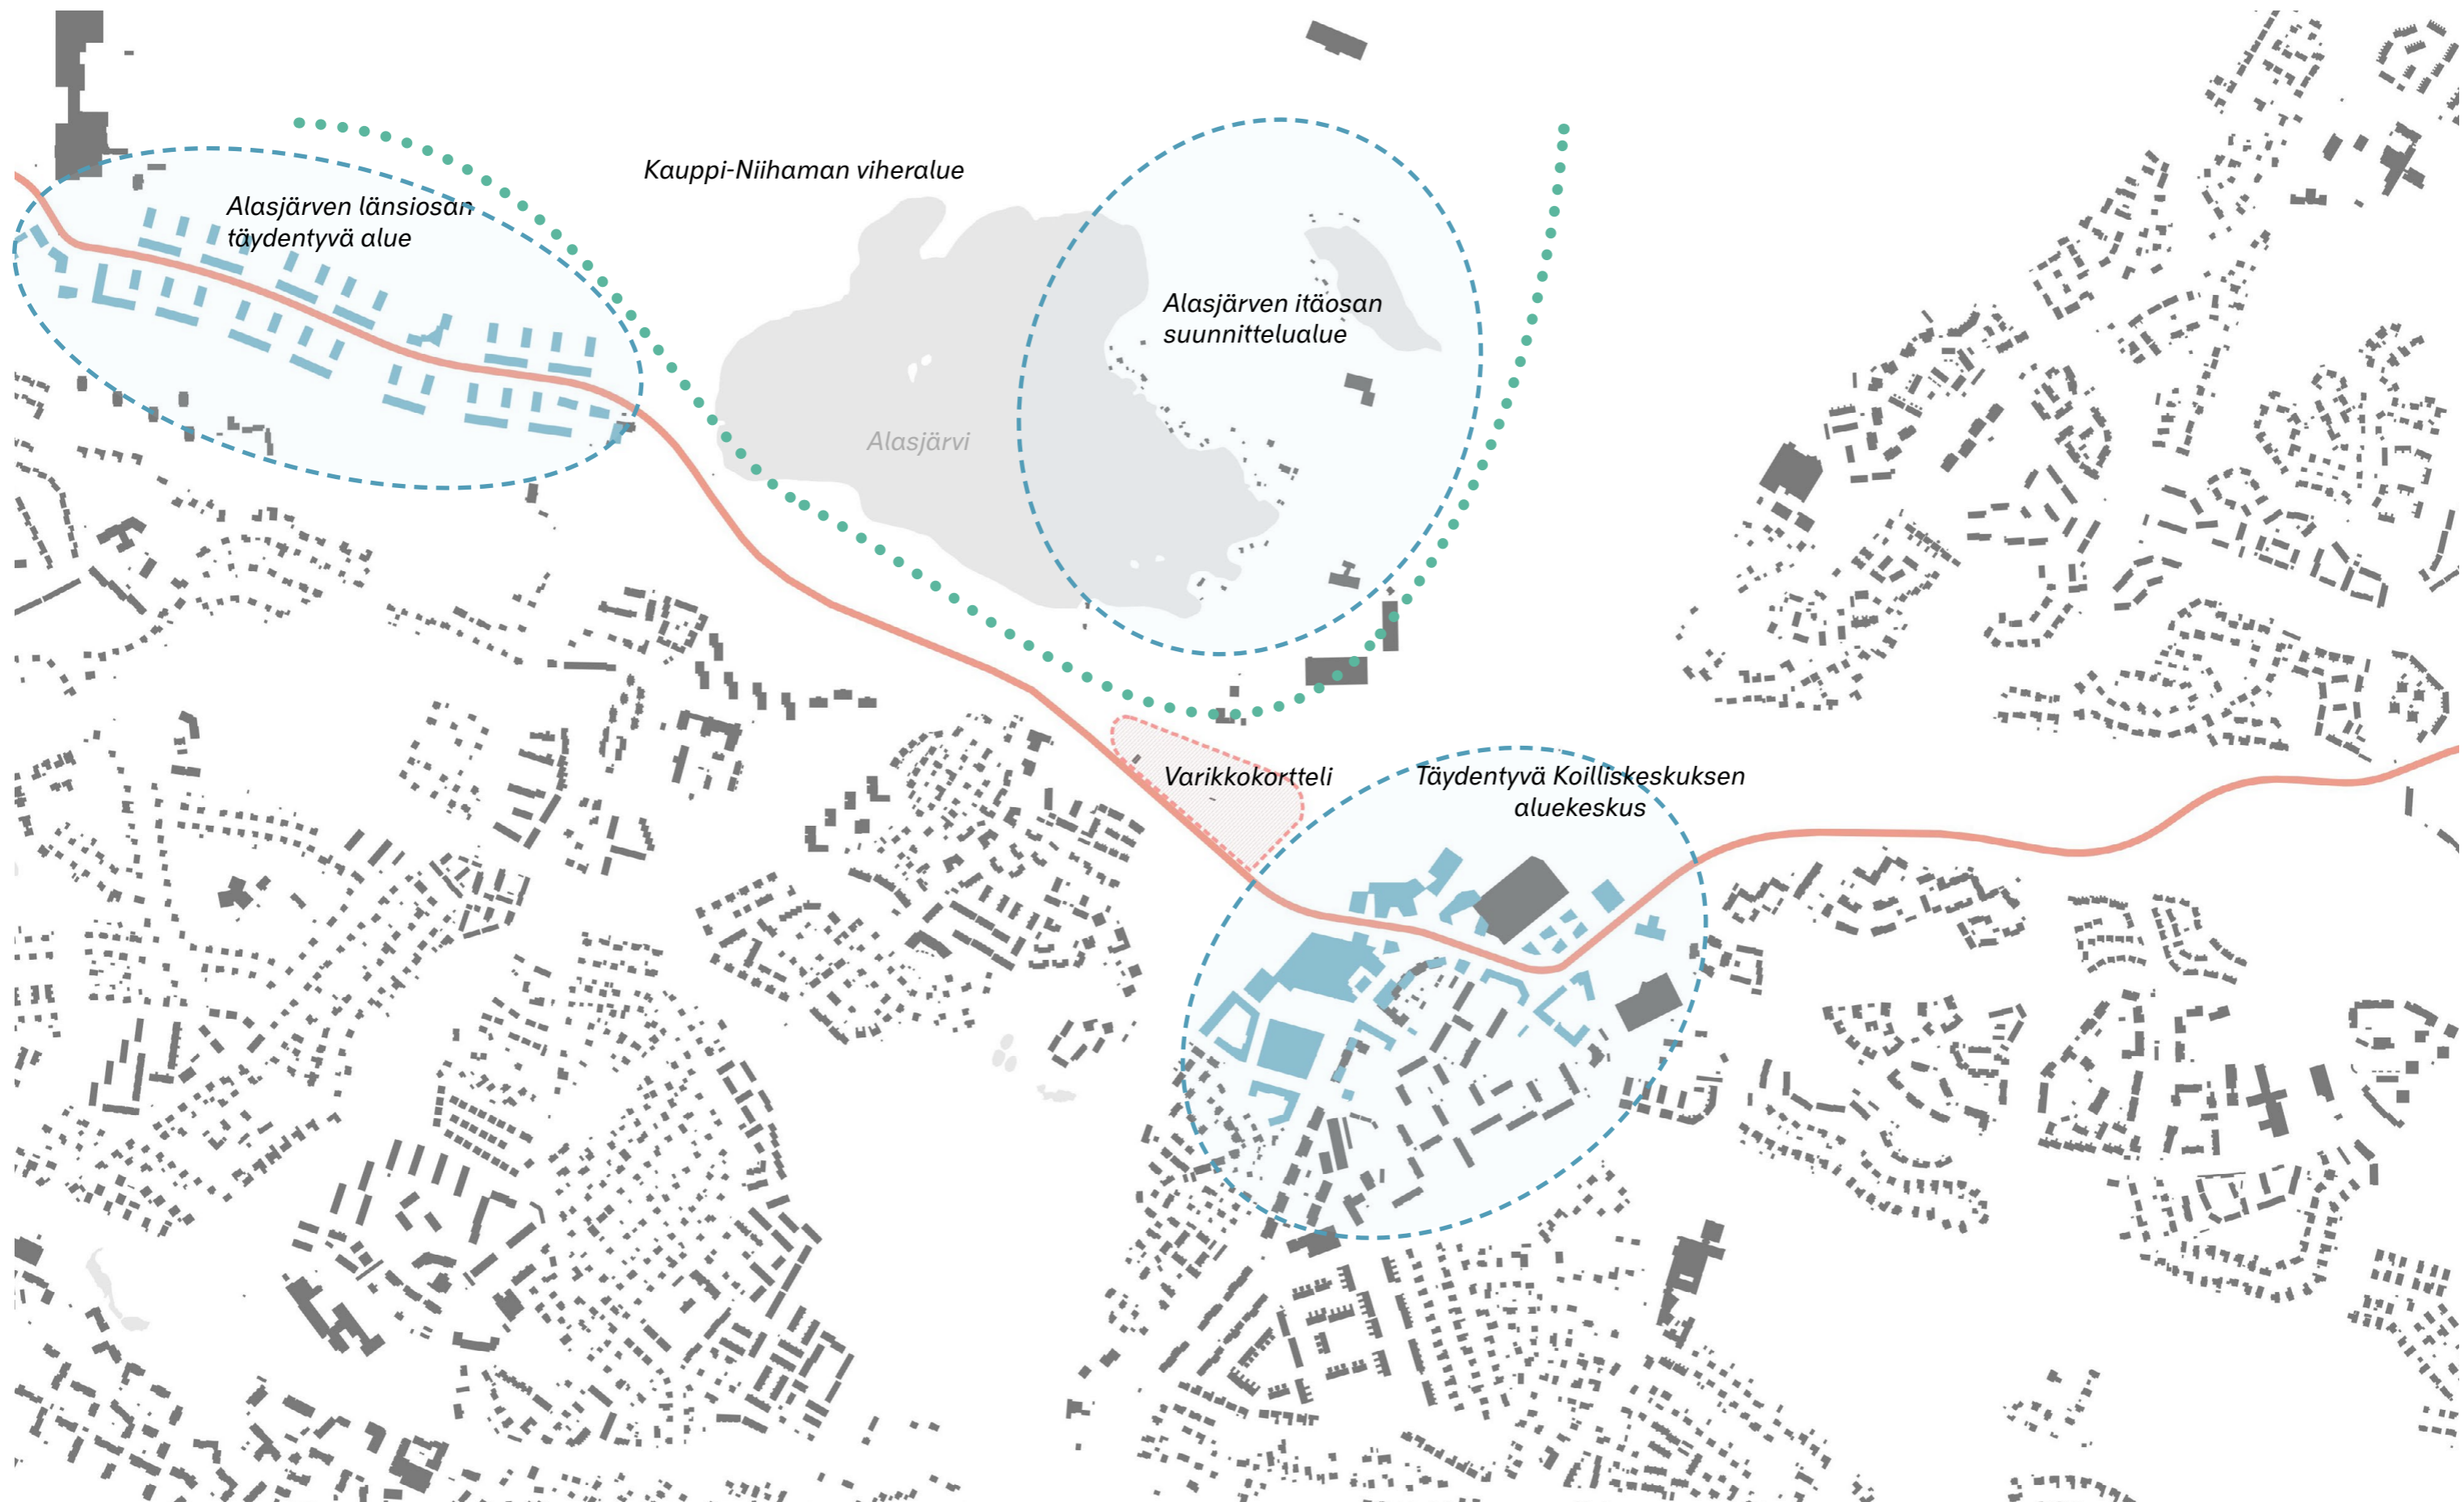 Kauppi-Niihaman viheralue
Alasjärven länsiosan
täydentyvä alue
Alasjärven itäosan
suunnittelualue
Alasjärvi
Varikkokortteli
Täydentyvä Koilliskeskuksen
aluekeskus